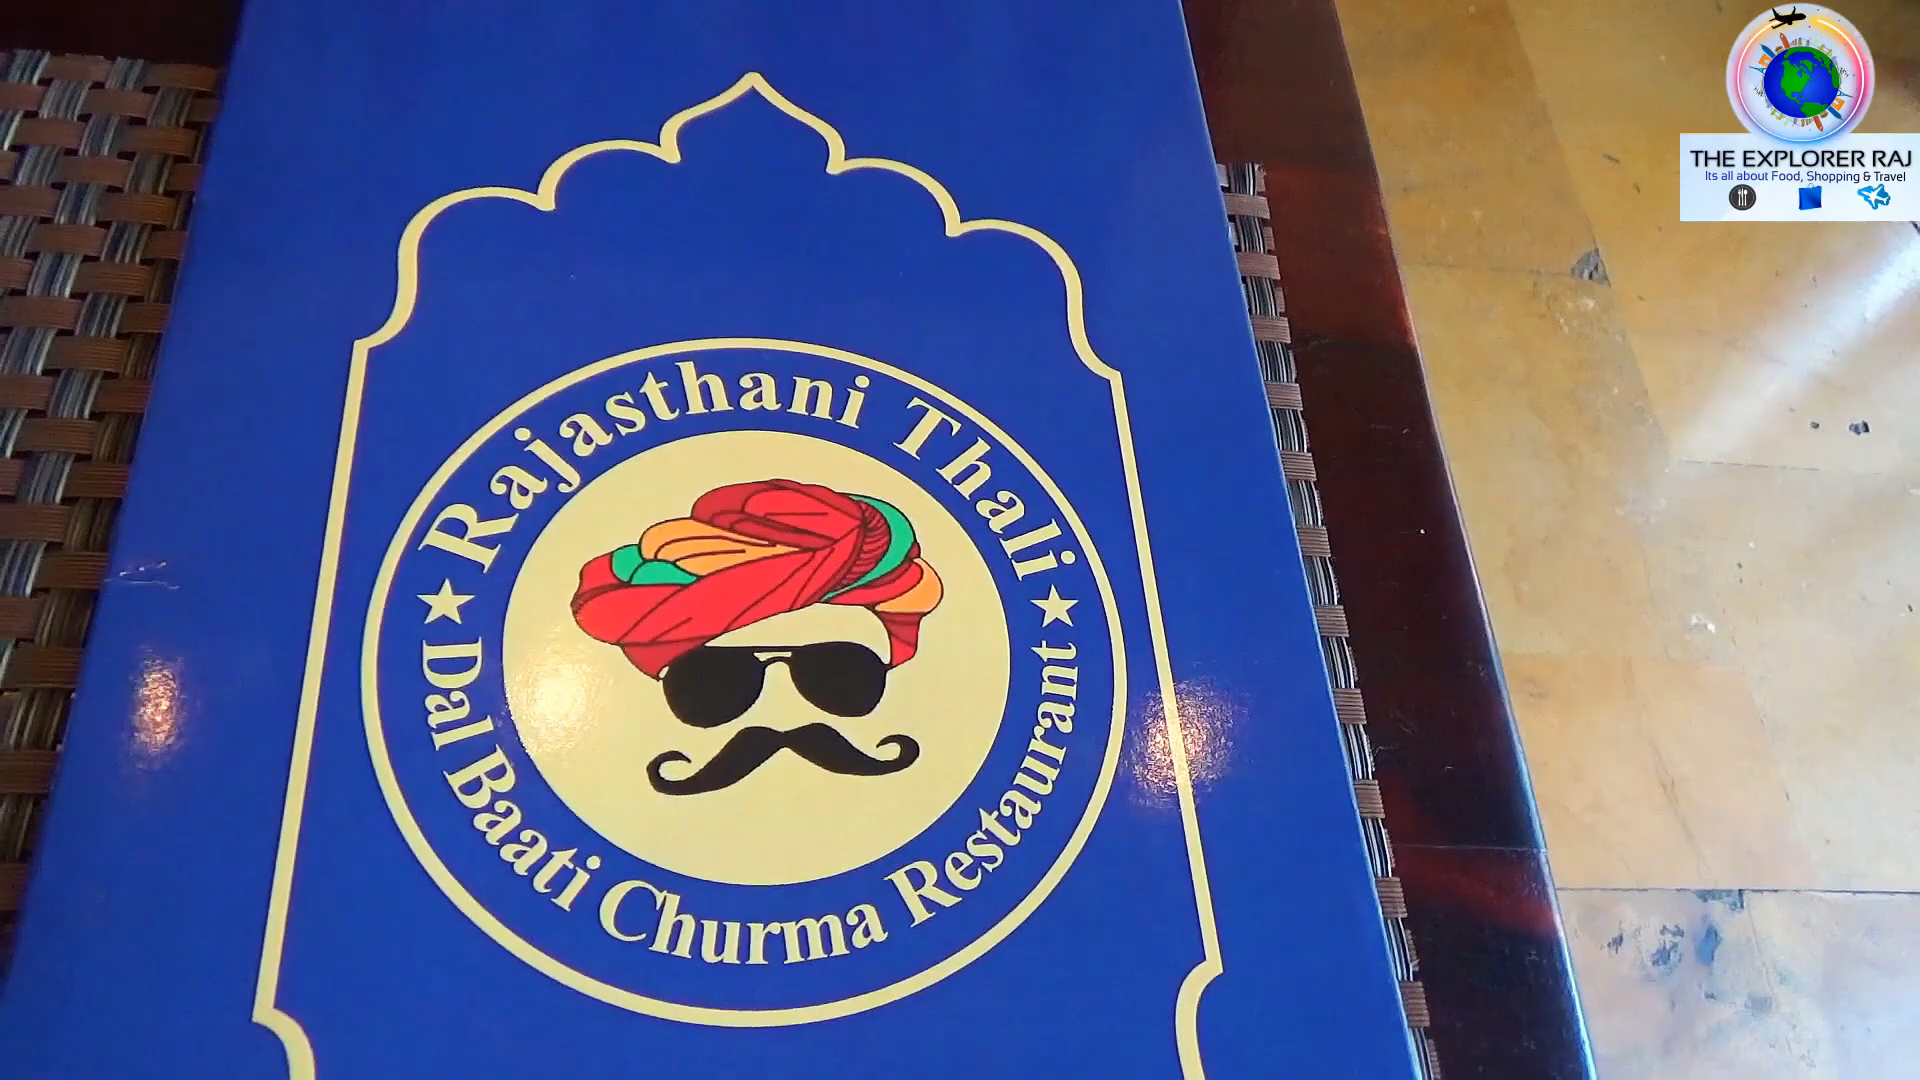 THE EXPLORER RAJ
Its all about Food, Shopping & Travel
Rajasthani Thali
Dal Baati Churma Restaurant